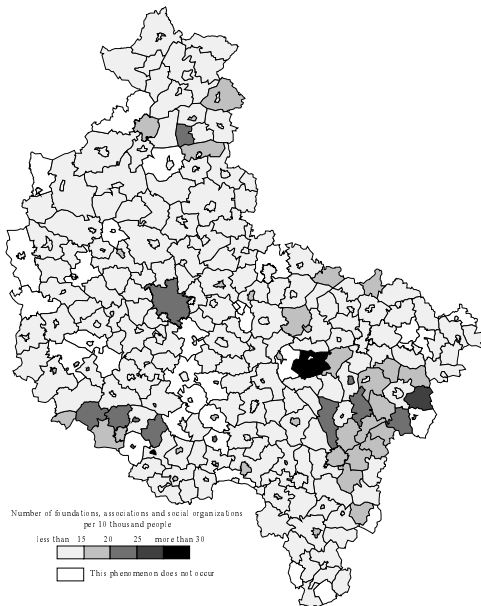 Number of foundations, associations and social organizations
per 10 thousand people
less than 15 20 25 more than 30
This phenomenon does not occur